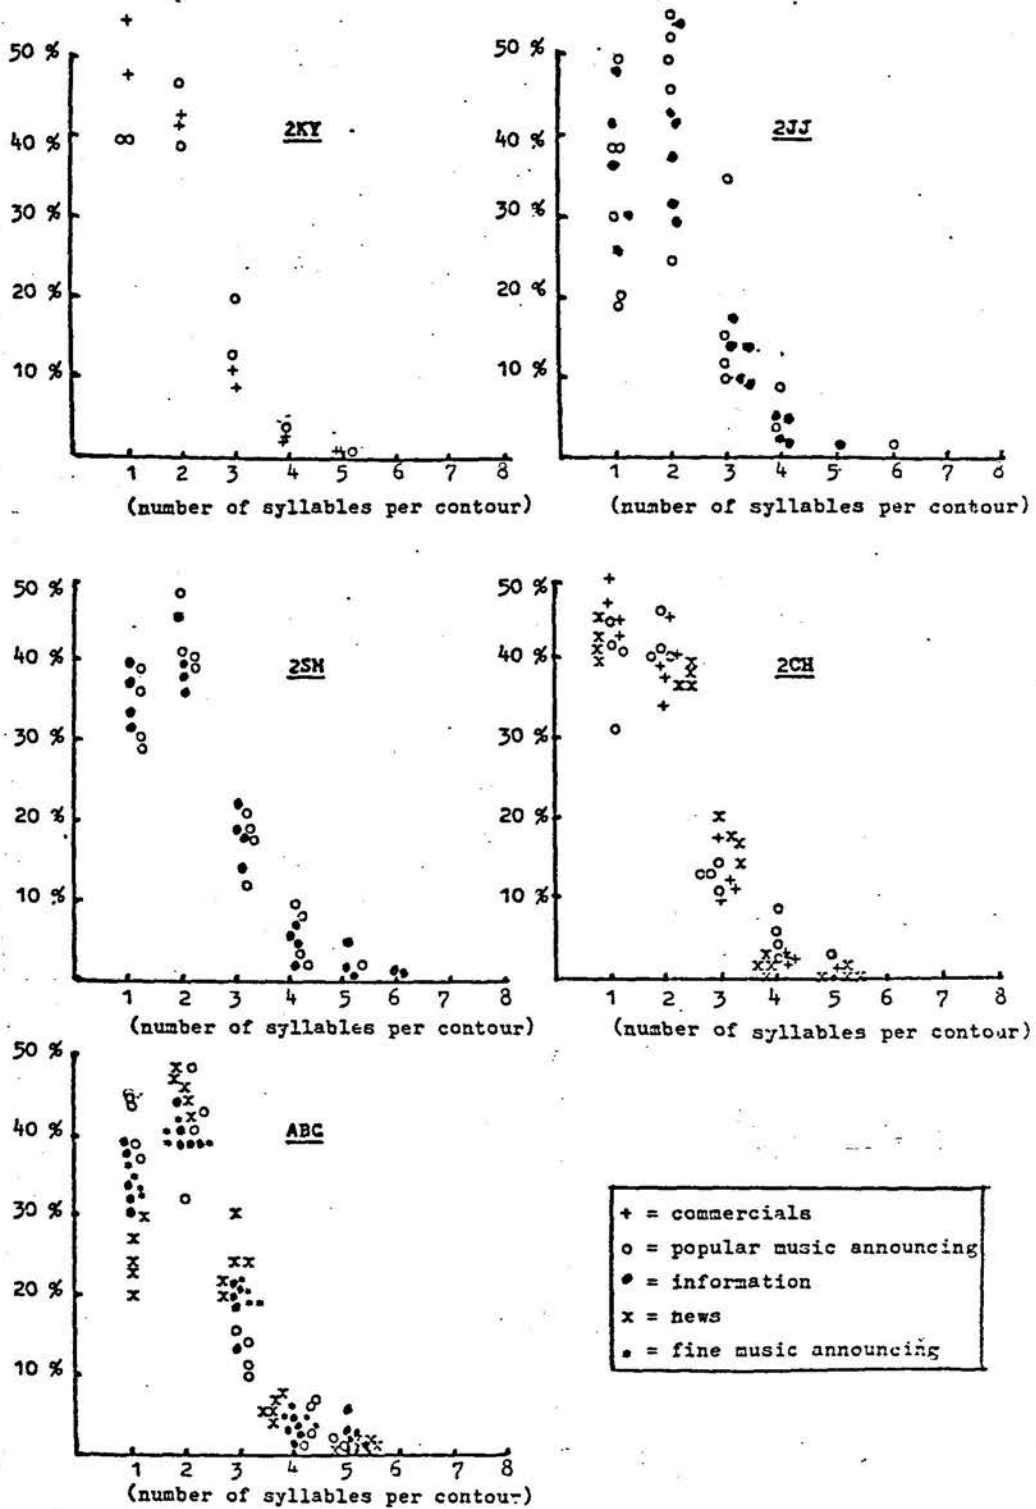 50 %
40 %
30 %
20 %
10 %
2KY
1 2 3 4 5 6 7 8
(number of syllables per contour)
50 %
40 %
30 %
20 %
10 %
2JJ
1 2 3 4 5 6 7 8
(number of syllables per contour)
50 %
40 %
30 %
20 %
10 %
2SM
1 2 3 4 5 6 7 8
(number of syllables per contour)
50 %
40 %
30 %
20 %
10 %
2CH
1 2 3 4 5 6 7 8
(number of syllables per contour)
50 %
40 %
30 %
20 %
10 %
ABC
1 2 3 4 5 6 7 8
(number of syllables per contour)
+ = commercials
o = popular music announcing
● = information
x = news
• = fine music announcing